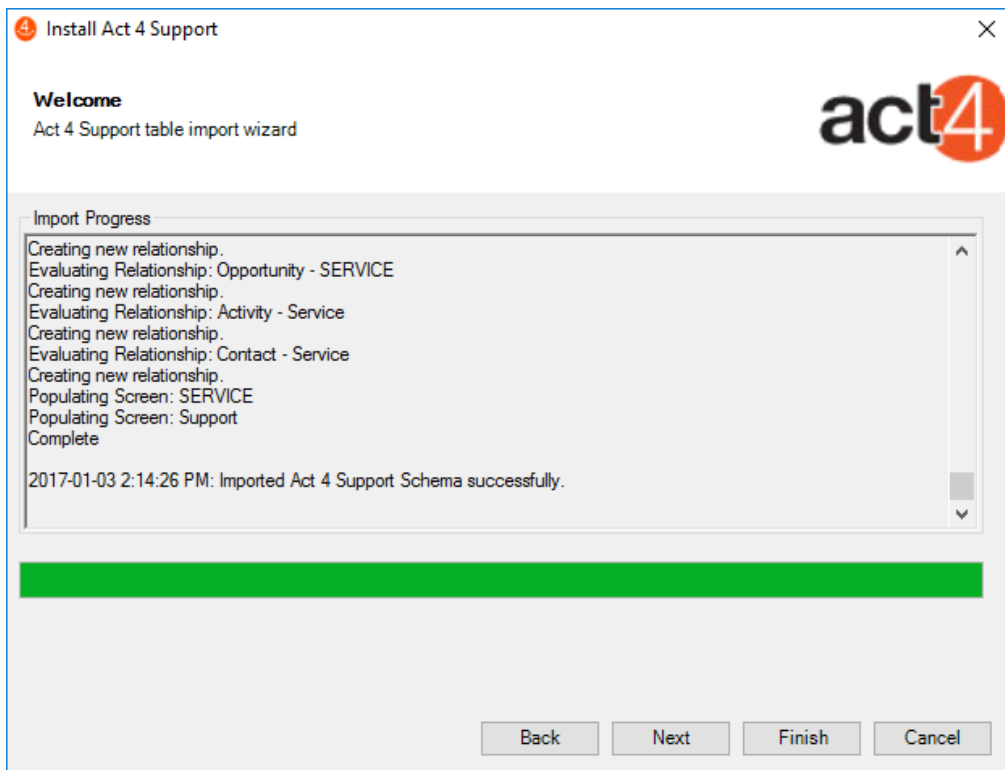 4 Install Act 4 Support
Welcome
Act 4 Support table import wizard
act4
Import Progress
Creating new relationship.
Evaluating Relationship: Opportunity - SERVICE
Creating new relationship.
Evaluating Relationship: Activity - Service
Creating new relationship.
Evaluating Relationship: Contact - Service
Creating new relationship.
Populating Screen: SERVICE
Populating Screen: Support
Complete
2017-01-03 2:14:26 PM: Imported Act 4 Support Schema successfully.
Back Next Finish Cancel